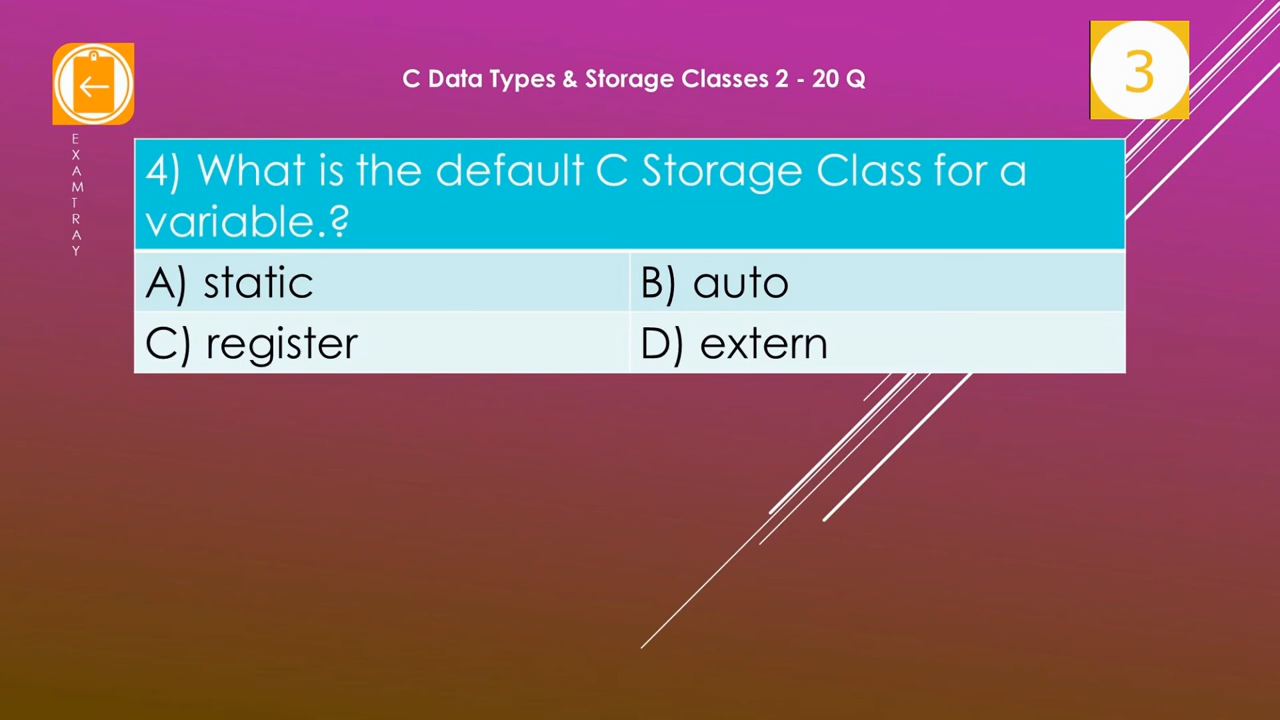 C Data Types & Storage Classes 2 - 20 Q
3
EXAMTRAY
4) What is the default C Storage Class for a
variable.?
A) static
B) auto
C) register
D) extern